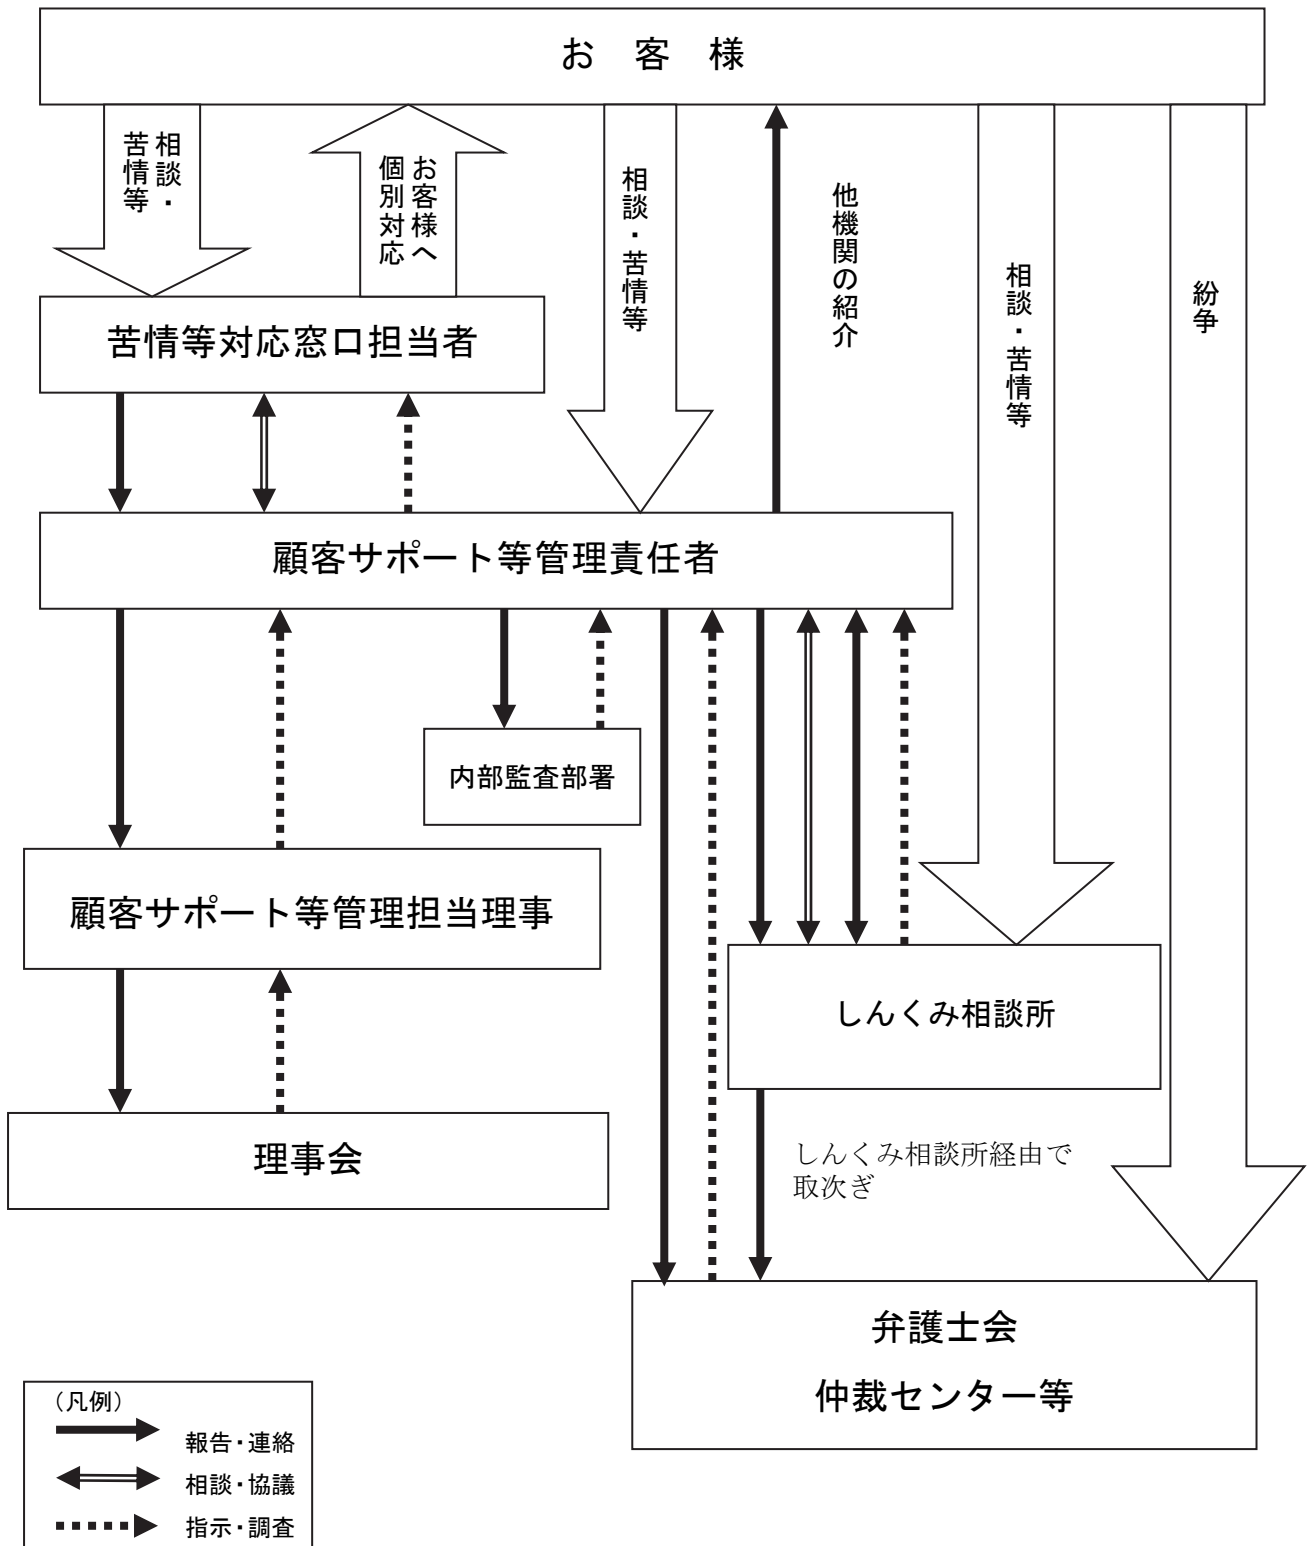 お 客 様
相談・
苦情等
お客様へ
個別対応
相談・苦情等
他機関の紹介
相談・苦情等
紛争
苦情等対応窓口担当者
顧客サポート等管理責任者
内部監査部署
顧客サポート等管理担当理事
しんくみ相談所
理事会
しんくみ相談所経由で
取次ぎ
弁護士会
仲裁センター等
（凡例）
報告・連絡
相談・協議
指示・調査